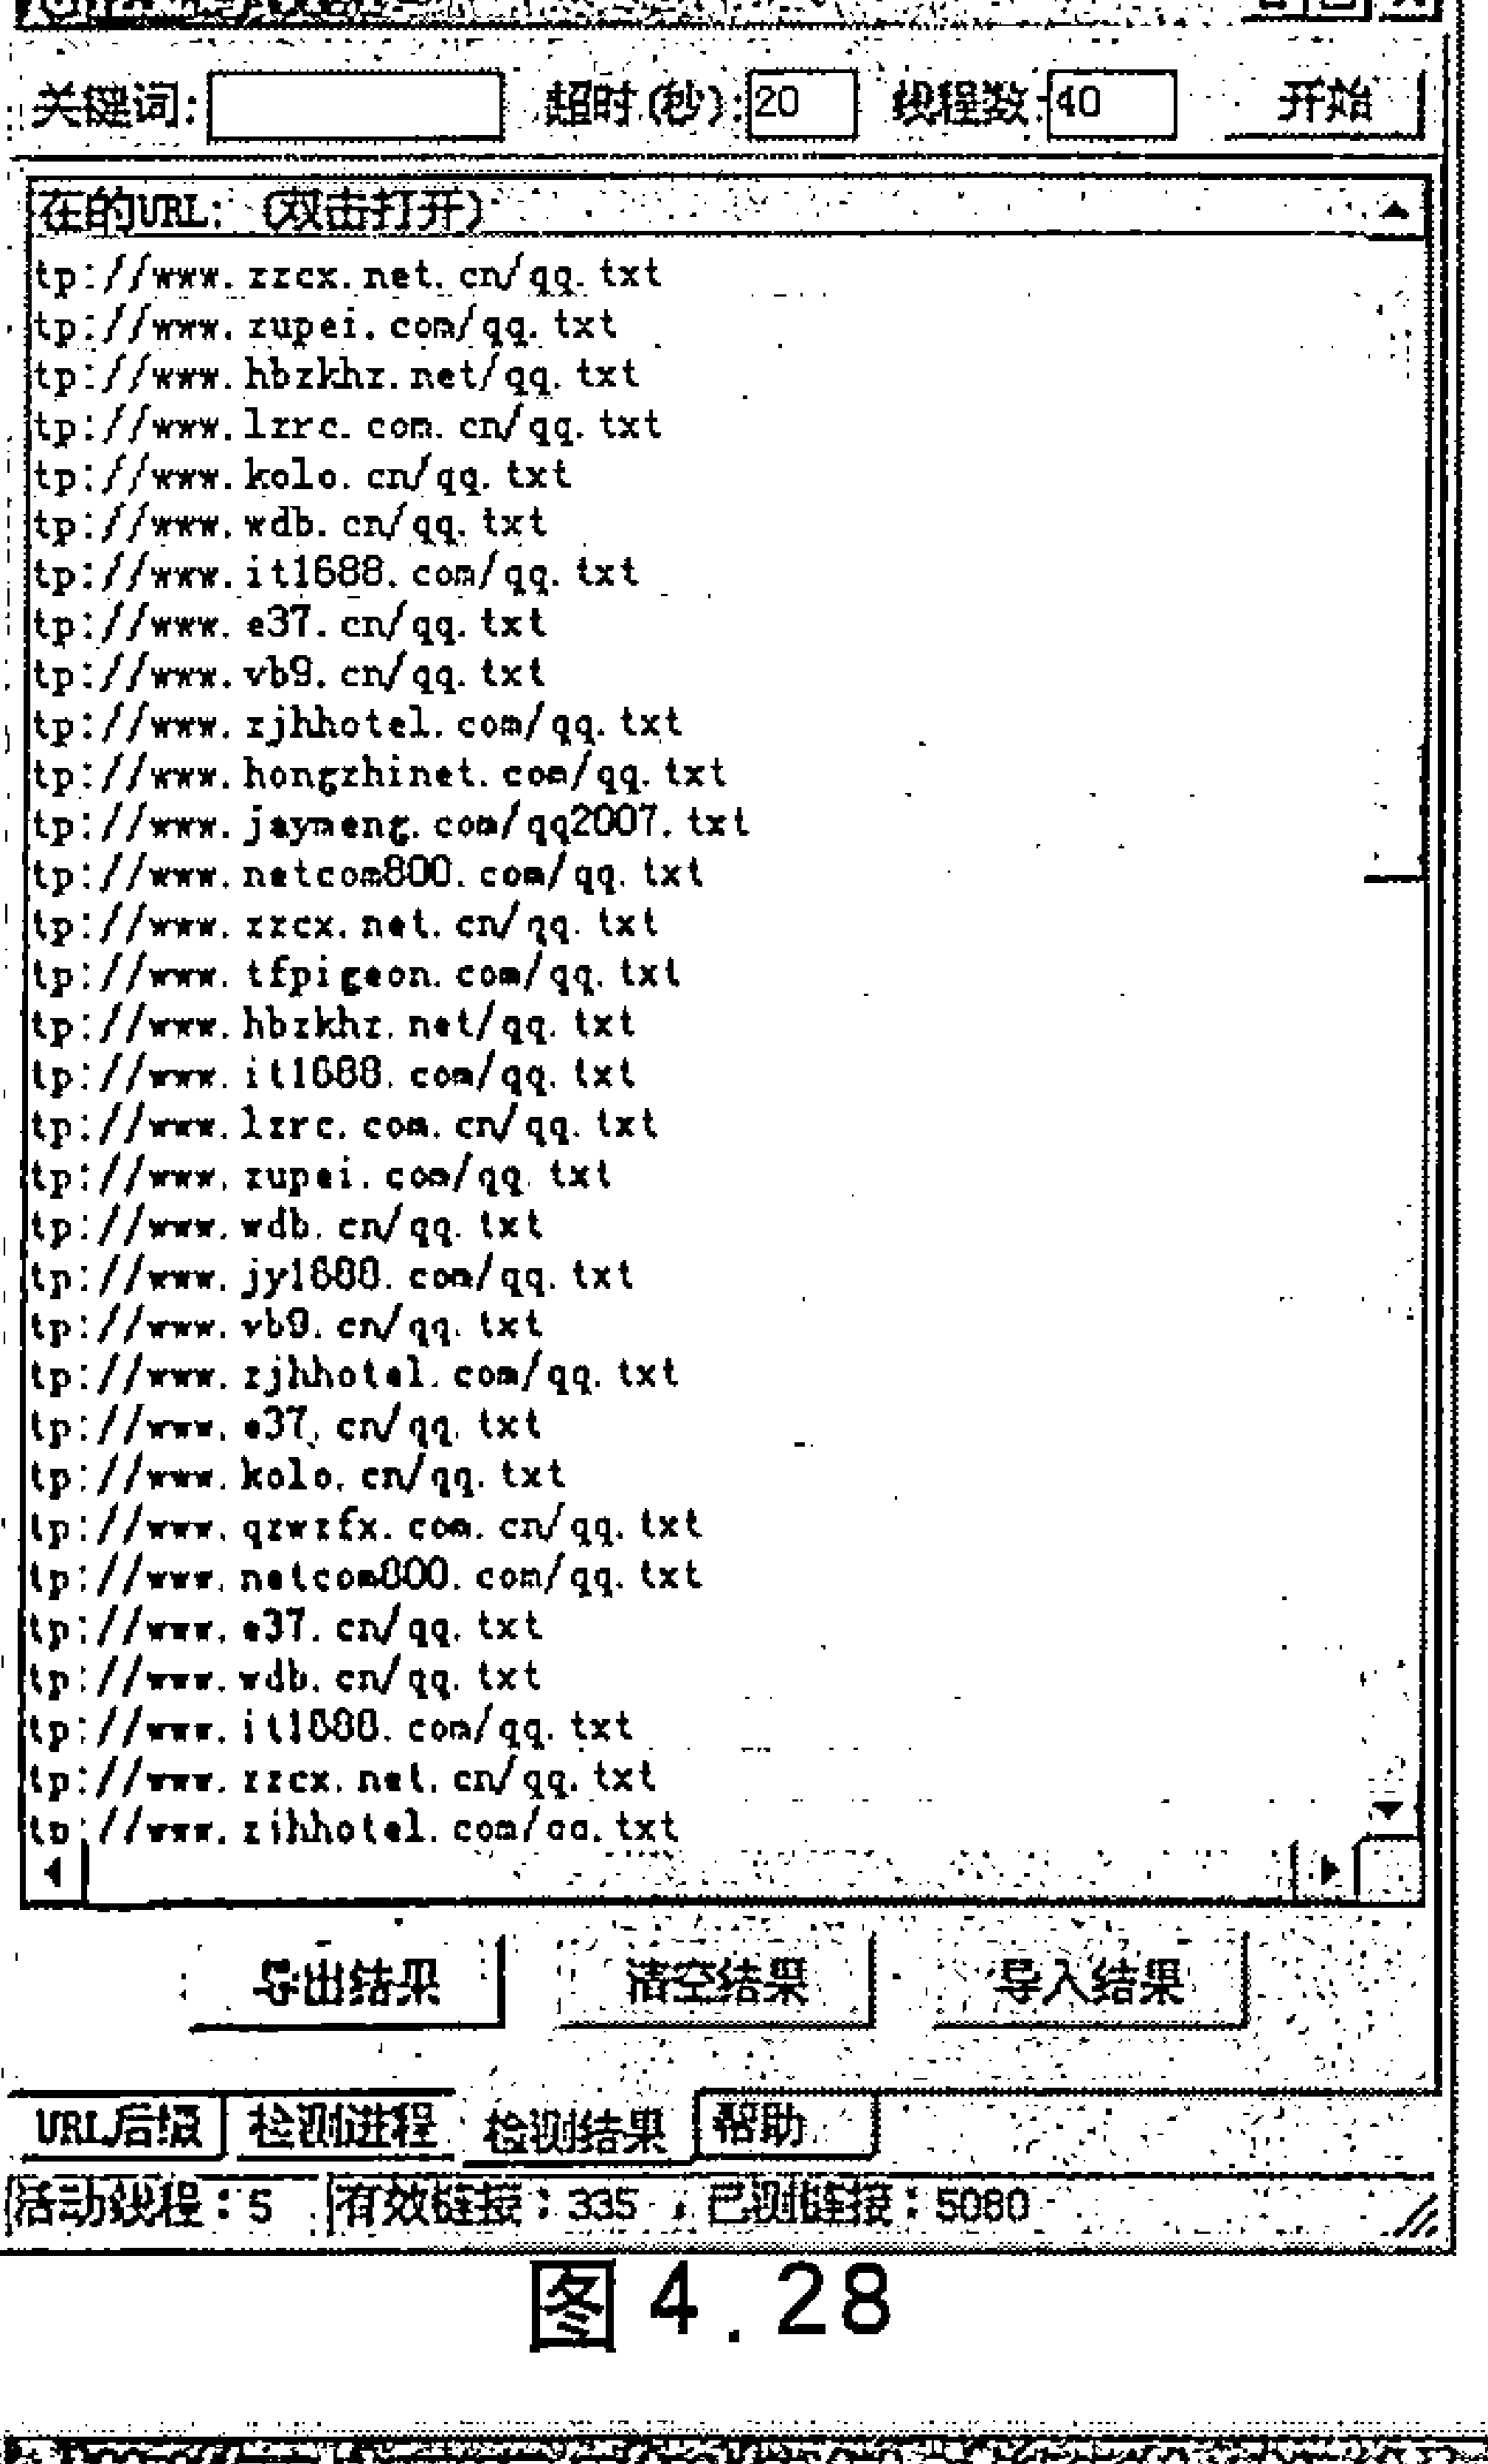 关键词: 超时(秒): 20 线程数: 40 开始
在的URL: (双击打开)
tp://www.zzcx.net.cn/qq.txt
tp://www.zupei.com/qq.txt
tp://www.hbzkhz.net/qq.txt
tp://www.lzrc.com.cn/qq.txt
tp://www.kolo.cn/qq.txt
tp://www.wdb.cn/qq.txt
tp://www.it1688.com/qq.txt
tp://www.e37.cn/qq.txt
tp://www.vb9.cn/qq.txt
tp://www.zjhhotel.com/qq.txt
tp://www.hongzhinet.com/qq.txt
tp://www.jaymeng.com/qq2007.txt
tp://www.netcom800.com/qq.txt
tp://www.zzcx.net.cn/qq.txt
tp://www.tfpigeon.com/qq.txt
tp://www.hbzkhz.net/qq.txt
tp://www.it1688.com/qq.txt
tp://www.lzrc.com.cn/qq.txt
tp://www.zupei.com/qq.txt
tp://www.wdb.cn/qq.txt
tp://www.jy1688.com/qq.txt
tp://www.vb9.cn/qq.txt
tp://www.zjhhotel.com/qq.txt
tp://www.e37.cn/qq.txt
tp://www.kolo.cn/qq.txt
tp://www.qzwzfx.com.cn/qq.txt
tp://www.netcom800.com/qq.txt
tp://www.e37.cn/qq.txt
tp://www.wdb.cn/qq.txt
tp://www.it1688.com/qq.txt
tp://www.zzcx.net.cn/qq.txt
tp://www.zjhhotel.com/qq.txt
导出结果 清空结果 导入结果
URL后缀 检测进程 检测结果 帮助
活动线程:5 有效链接:335 , 已测链接:5080
图 4.28